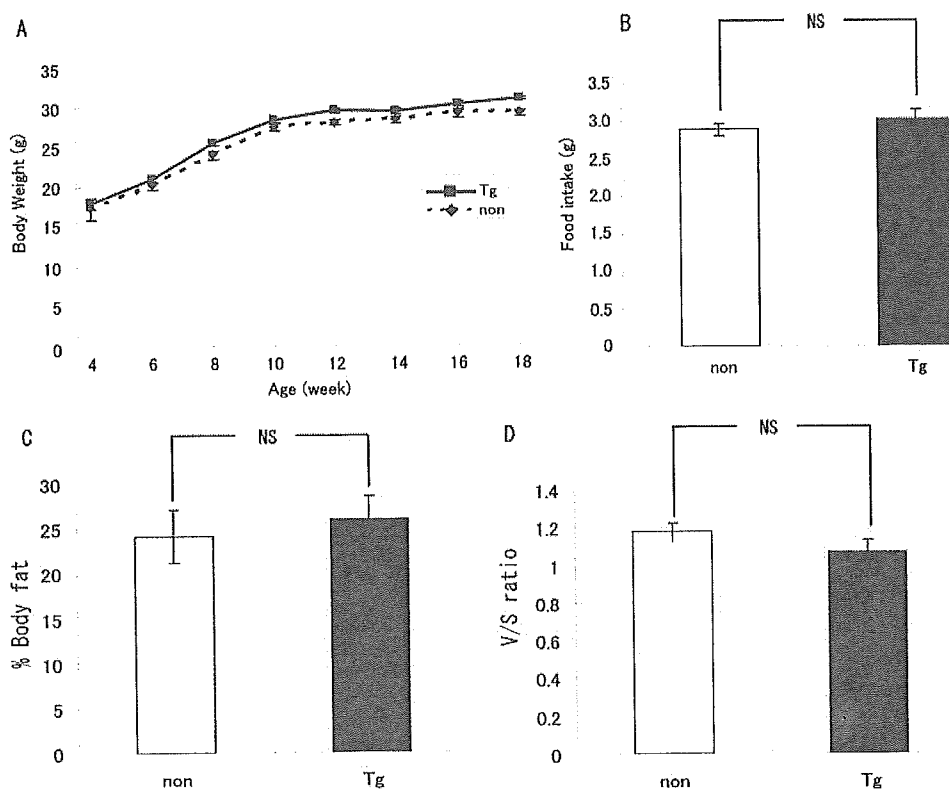 A
Body Weight (g)
35
30
25
20
15
10
5
0
4 6 8 10 12 14 16 18
Age (week)
Tg
non
B
NS
Food intake (g)
3.5
3.0
2.5
2.0
1.5
1.0
0.5
0
non Tg
C
NS
% Body fat
30
25
20
15
10
5
0
non Tg
D
NS
V/S ratio
1.4
1.2
1
0.8
0.6
0.4
0.2
0
non Tg